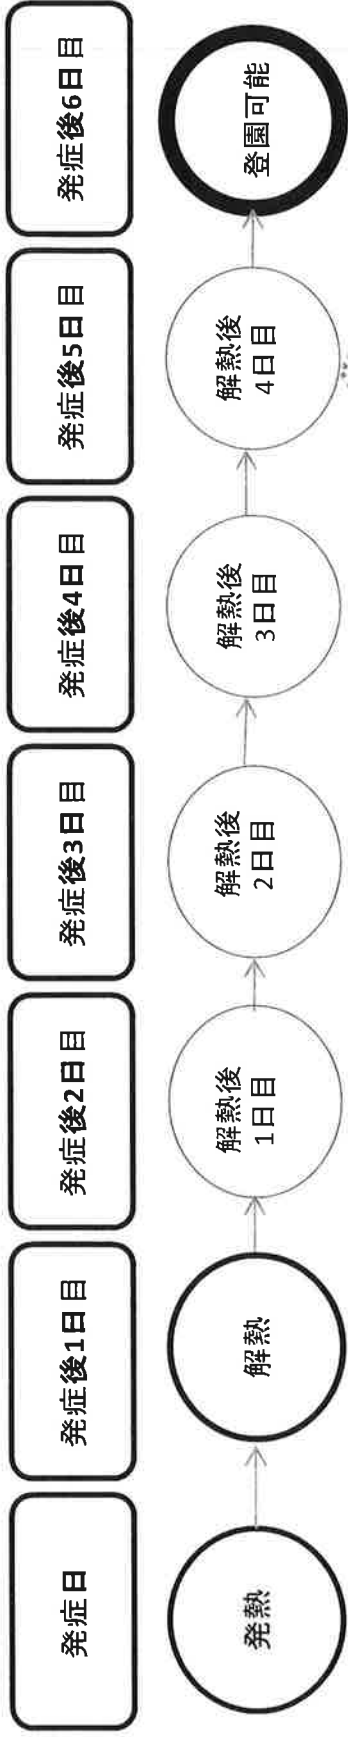 発症日
発症後1日目
発症後2日目
発症後3日目
発症後4日目
発症後5日目
発症後6日目
発熱
解熱
解熱後
1日目
解熱後
2日目
解熱後
3日目
解熱後
4日目
登園可能